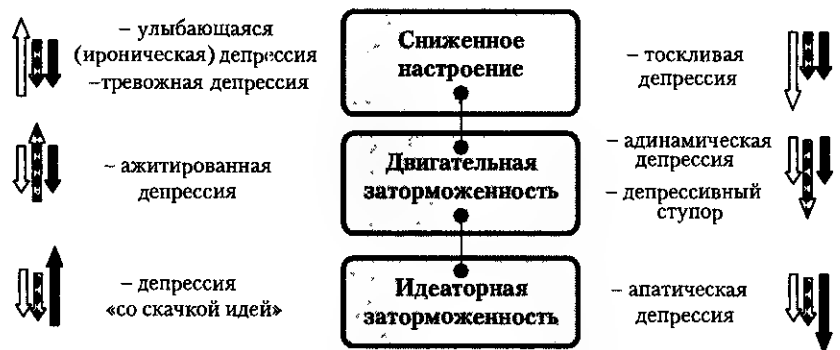 – улыбающаяся
(ироническая) депрессия
–тревожная депрессия
Сниженное
настроение
– тоскливая
депрессия
– ажитированная
депрессия
Двигательная
заторможенность
– адинамическая
депрессия
– депрессивный
ступор
– депрессия
«со скачкой идей»
Идеаторная
заторможенность
– апатическая
депрессия